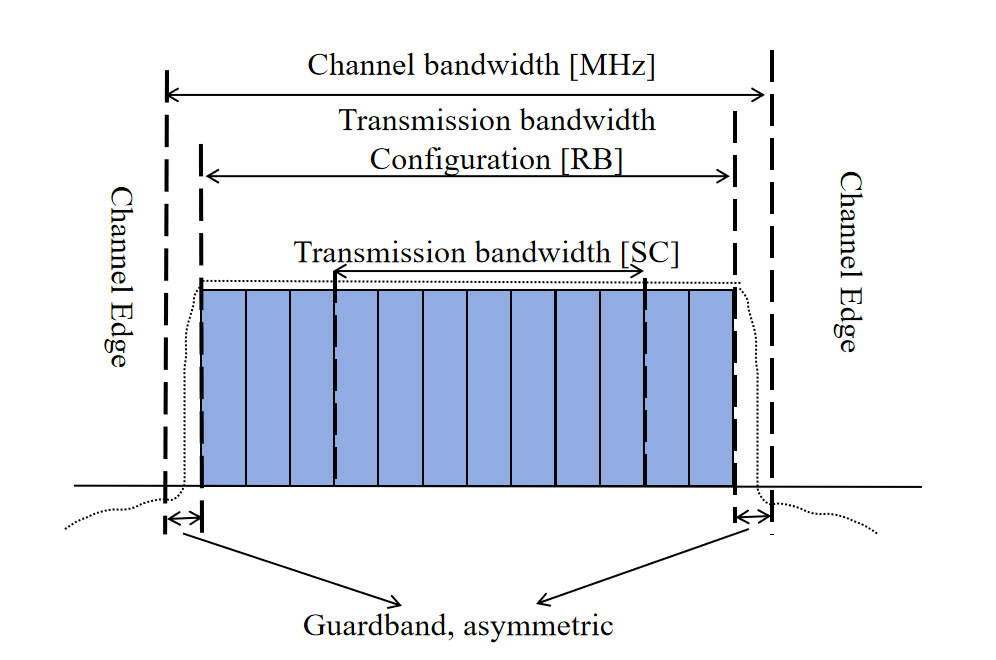 Channel bandwidth [MHz]
Transmission bandwidth
Configuration [RB]
Channel Edge
Channel Edge
Transmission bandwidth [SC]
Guardband, asymmetric